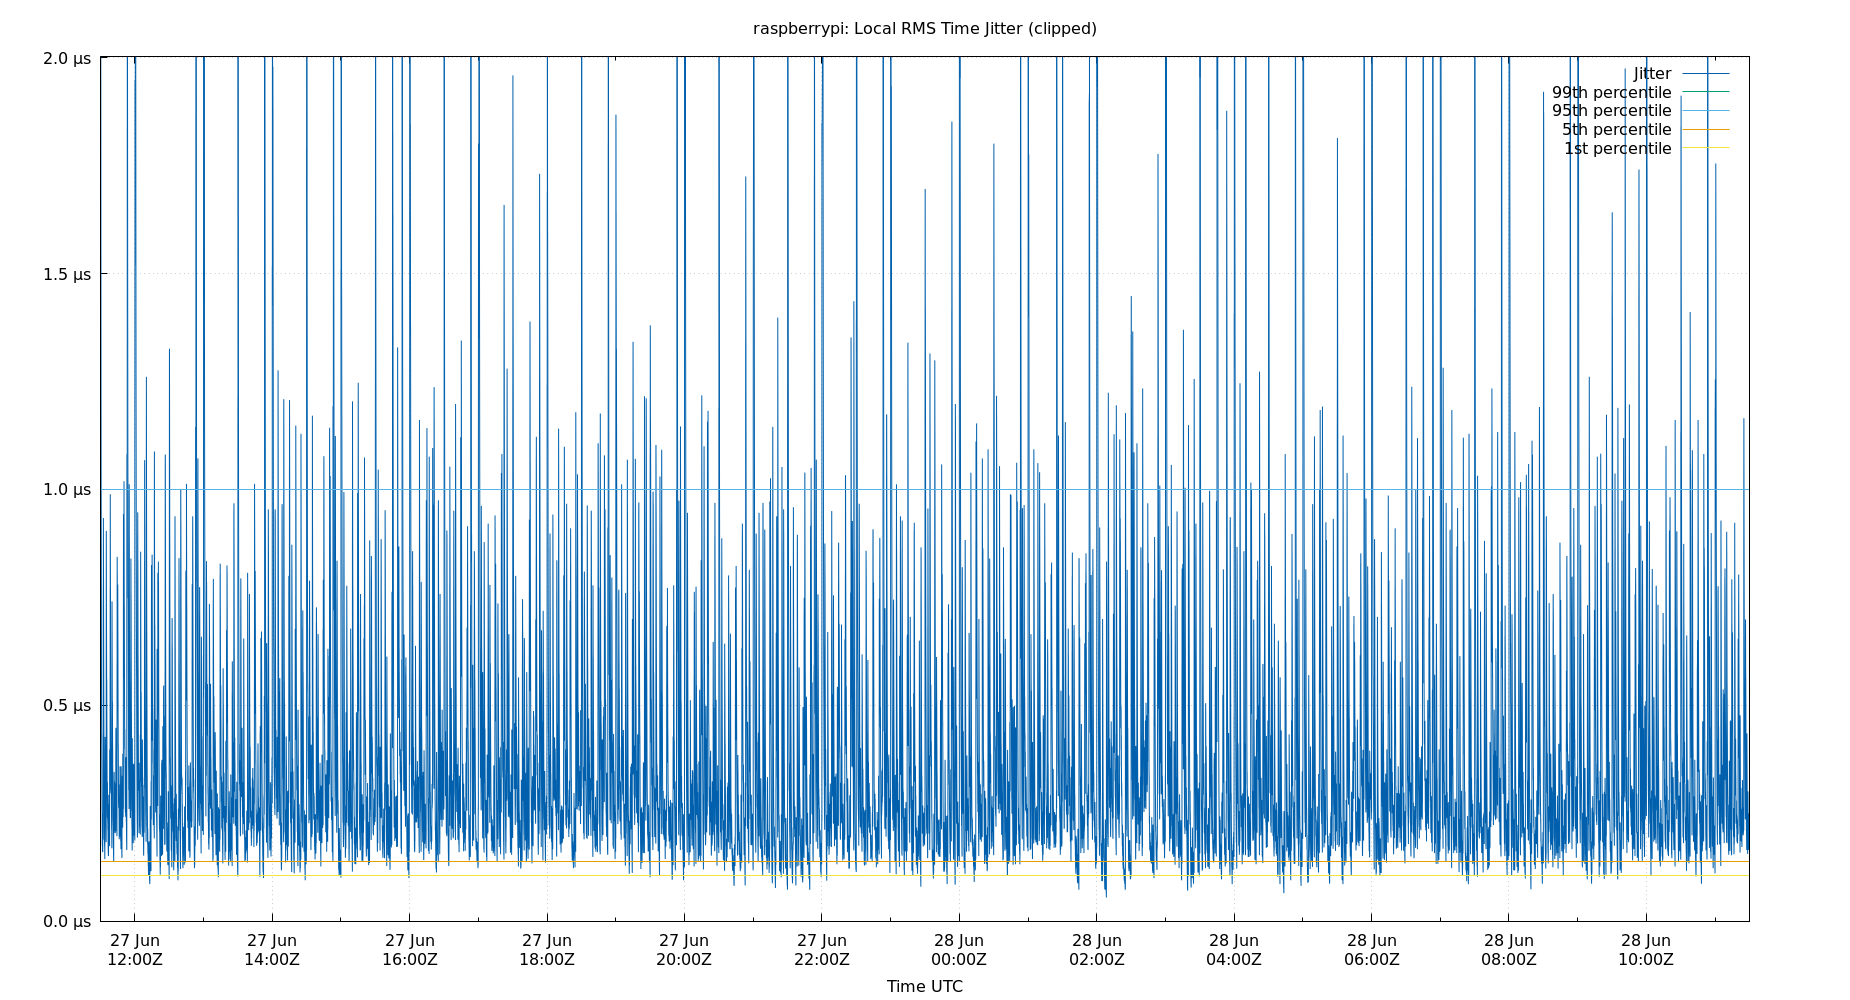 raspberrypi: Local RMS Time Jitter (clipped)
2.0 µs
1.5 µs
1.0 µs
0.5 µs
0.0 µs
Jitter
99th percentile
95th percentile
5th percentile
1st percentile
27 Jun 27 Jun 27 Jun 27 Jun 27 Jun 27 Jun 28 Jun 28 Jun 28 Jun 28 Jun 28 Jun 28 Jun
12:00Z 14:00Z 16:00Z 18:00Z 20:00Z 22:00Z 00:00Z 02:00Z 04:00Z 06:00Z 08:00Z 10:00Z
Time UTC